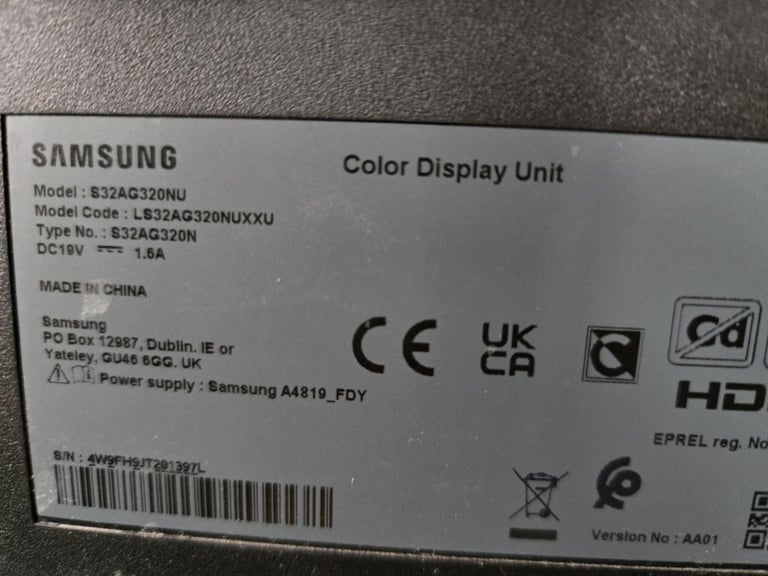 SAMSUNG
Color Display Unit
Model : S32AG320NU
Model Code : LS32AG320NUXXU
Type No. : S32AG320N
DC19V 1.6A
MADE IN CHINA
Samsung
PO Box 12987, Dublin. IE or
Yateley, GU46 6GG. UK
Power supply : Samsung A4819_FDY
CE
UK
CA
Cd
HD
EPREL reg. No
S/N : 4W9FH9JT201397L
Version No : AA01